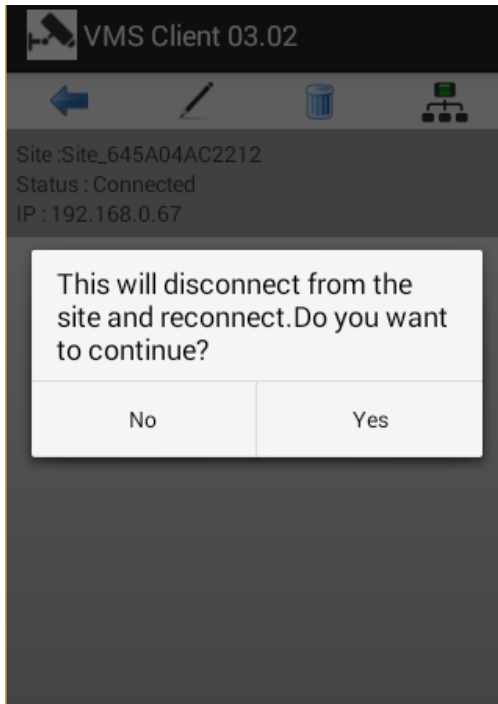 VMS Client 03.02
Site :Site_645A04AC2212
Status : Connected
IP : 192.168.0.67
This will disconnect from the
site and reconnect.Do you want
to continue?
No
Yes